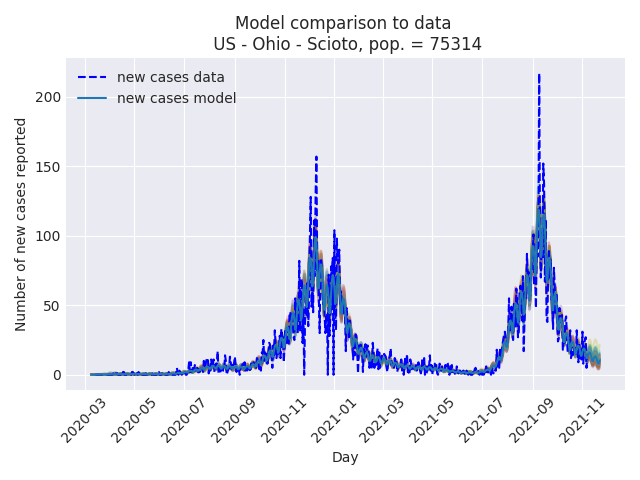 Model comparison to data
US - Ohio - Scioto, pop. = 75314
new cases data
new cases model
Number of new cases reported
200
150
100
50
0
2020-03
2020-05
2020-07
2020-09
2020-11
2021-01
2021-03
2021-05
2021-07
2021-09
2021-11
Day